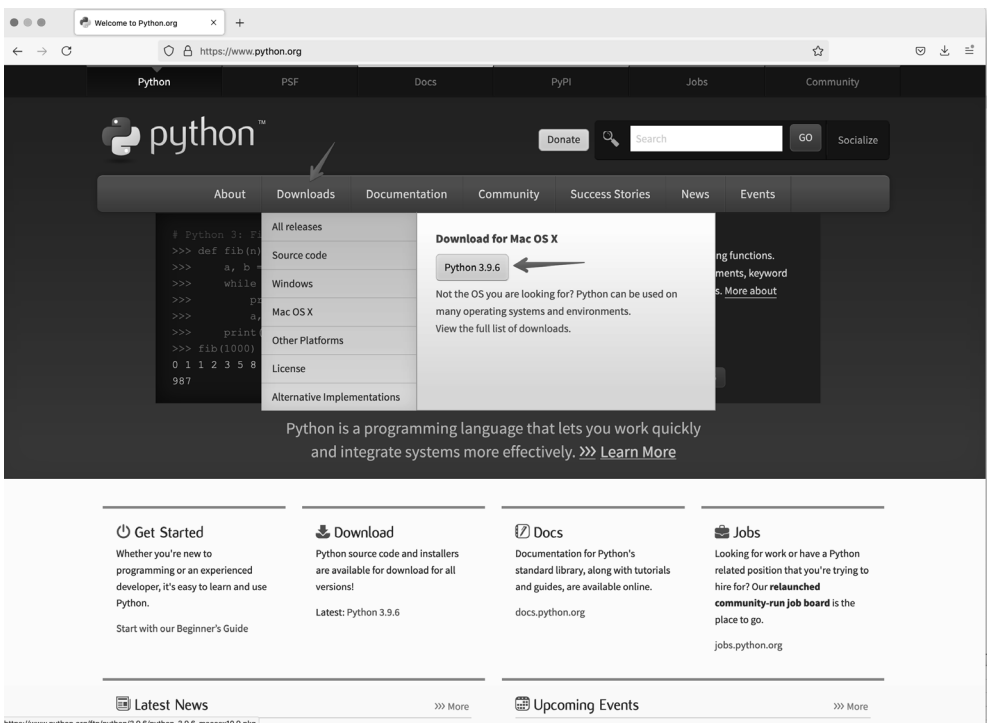 Welcome to Python.org
https://www.python.org
Python PSF Docs PyPI Jobs Community
python™
Donate Search GO Socialize
About Downloads Documentation Community Success Stories News Events
All releases
Source code
Windows
Mac OS X
Other Platforms
License
Alternative Implementations
Download for Mac OS X
Python 3.9.6
Not the OS you are looking for? Python can be used on
many operating systems and environments.
View the full list of downloads.
# Python 3: Fi
>>> def fib(n)
>>> a, b =
>>> while
>>> pr
>>> a,
>>> print(
>>> fib(1000)
0 1 1 2 3 5 8
987
ng functions.
ments, keyword
s. More about
Python is a programming language that lets you work quickly
and integrate systems more effectively. >>> Learn More
Get Started
Whether you're new to
programming or an experienced
developer, it's easy to learn and use
Python.
Start with our Beginner's Guide
Download
Python source code and installers
are available for download for all
versions!
Latest: Python 3.9.6
Docs
Documentation for Python's
standard library, along with tutorials
and guides, are available online.
docs.python.org
Jobs
Looking for work or have a Python
related position that you're trying to
hire for? Our relaunched
community-run job board is the
place to go.
jobs.python.org
Latest News >>> More
Upcoming Events >>> More